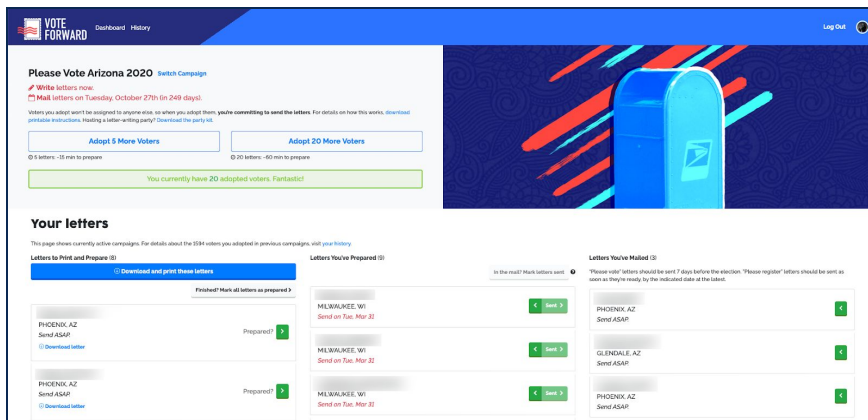 VOTE
FORWARD
Dashboard History
Log Out
Please Vote Arizona 2020 Switch Campaign
Write letters now.
Mail letters on Tuesday, October 27th (in 249 days).
Voters you adopt won't be assigned to anyone else, so when you adopt them, you're committing to send the letters. For details on how this works, download
printable instructions. Hosting a letter-writing party? Download the party kit.
Adopt 5 More Voters
Adopt 20 More Voters
5 letters: ~15 min to prepare
20 letters: ~60 min to prepare
You currently have 20 adopted voters. Fantastic!
Your letters
This page shows currently active campaigns. For details about the 1594 voters you adopted in previous campaigns, visit your history.
Letters to Print and Prepare (8)
Download and print these letters
Finished? Mark all letters as prepared >
PHOENIX, AZ
Send ASAP.
Download letter
Prepared? >
PHOENIX, AZ
Send ASAP.
Download letter
Prepared? >
Letters You've Prepared (9)
In the mail? Mark letters sent ?
MILWAUKEE, WI
Send on Tue, Mar 31
< Sent >
MILWAUKEE, WI
Send on Tue, Mar 31
< Sent >
MILWAUKEE, WI
Send on Tue, Mar 31
< Sent >
Letters You've Mailed (3)
"Please vote" letters should be sent 7 days before the election. "Please register" letters should be sent as
soon as they're ready, by the indicated date at the latest.
PHOENIX, AZ
Send ASAP.
<
GLENDALE, AZ
Send ASAP.
<
PHOENIX, AZ
Send ASAP.
<